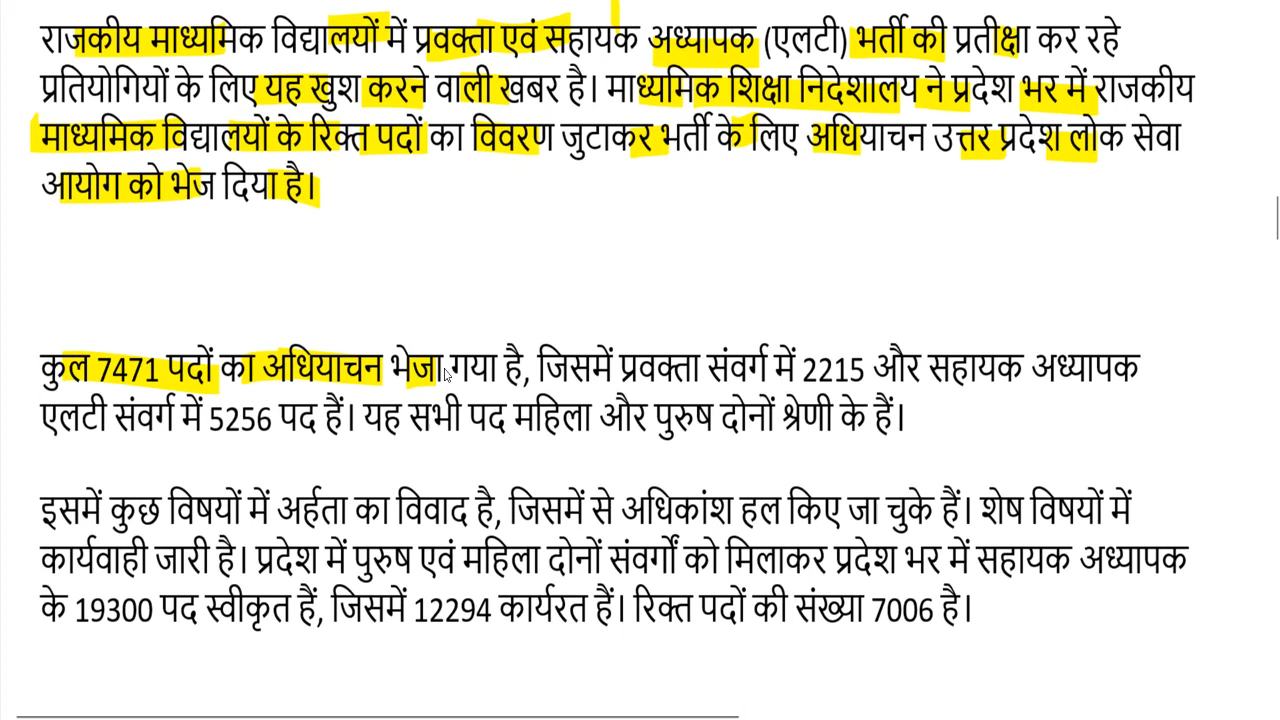 राजकीय माध्यमिक विद्यालयों में प्रवक्ता एवं सहायक अध्यापक (एलटी) भर्ती की प्रतीक्षा कर रहे
प्रतियोगियों के लिए यह खुश करने वाली खबर है। माध्यमिक शिक्षा निदेशालय ने प्रदेश भर में राजकीय
माध्यमिक विद्यालयों के रिक्त पदों का विवरण जुटाकर भर्ती के लिए अधियाचन उत्तर प्रदेश लोक सेवा
आयोग को भेज दिया है।
कुल 7471 पदों का अधियाचन भेजा गया है, जिसमें प्रवक्ता संवर्ग में 2215 और सहायक अध्यापक
एलटी संवर्ग में 5256 पद हैं। यह सभी पद महिला और पुरुष दोनों श्रेणी के हैं।
इसमें कुछ विषयों में अर्हता का विवाद है, जिसमें से अधिकांश हल किए जा चुके हैं। शेष विषयों में
कार्यवाही जारी है। प्रदेश में पुरुष एवं महिला दोनों संवर्गों को मिलाकर प्रदेश भर में सहायक अध्यापक
के 19300 पद स्वीकृत हैं, जिसमें 12294 कार्यरत हैं। रिक्त पदों की संख्या 7006 है।